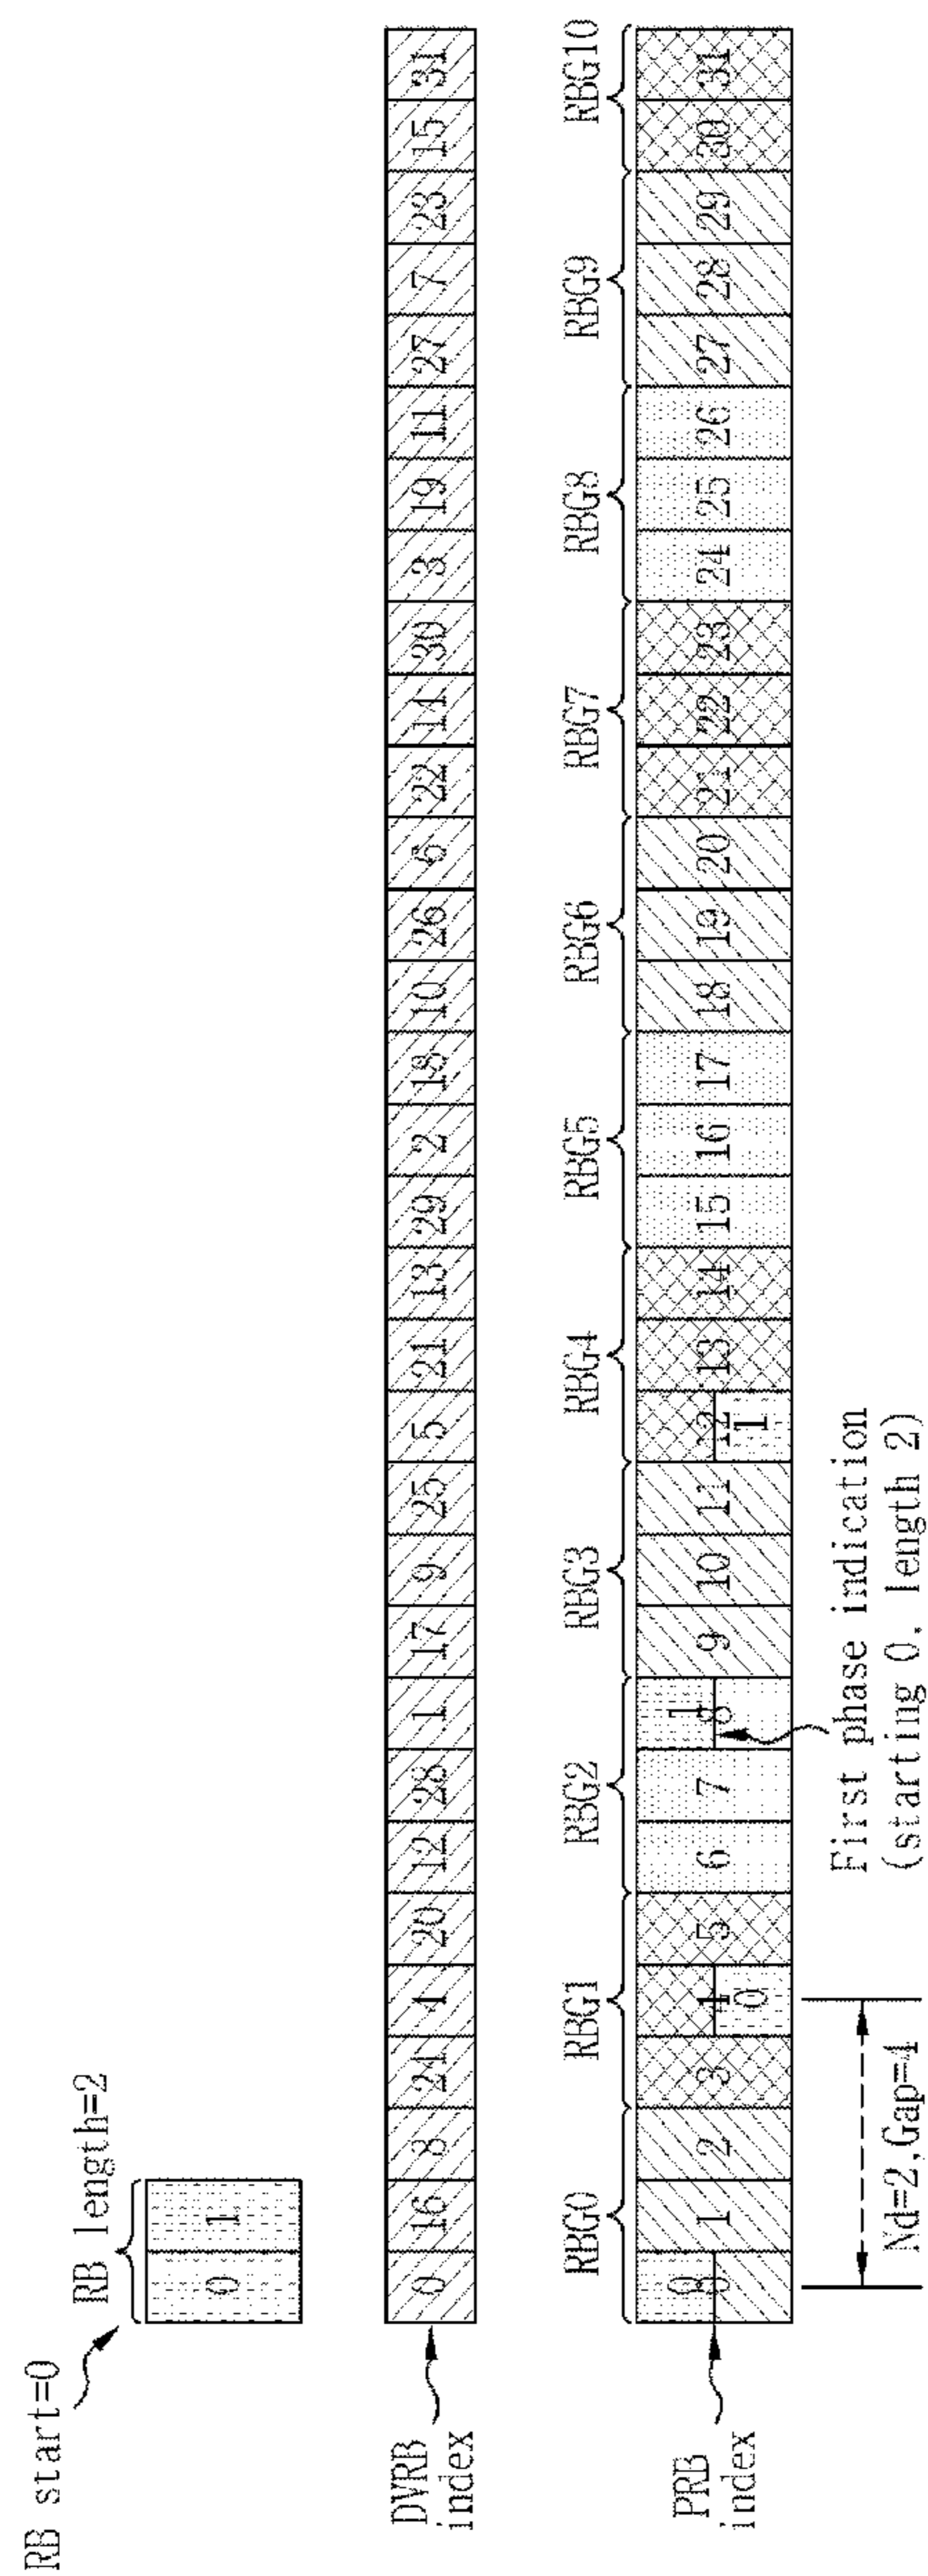 RB start=0
RB length=2
0 1
DVRB index
0 16 8 24 4 20 12 28 1 17 9 25 5 21 13 29 2 18 10 26 6 22 14 30 3 19 11 27 7 23 15 31
RBG0 RBG1 RBG2 RBG3 RBG4 RBG5 RBG6 RBG7 RBG8 RBG9 RBG10
PRB index
0 1
0 1 2 3 4 5 6 7 8 9 10 11 12 13 14 15 16 17 18 19 20 21 22 23 24 25 26 27 28 29 30 31
0 1
Nd=2,Gap=4
First phase indication
(starting 0, length 2)